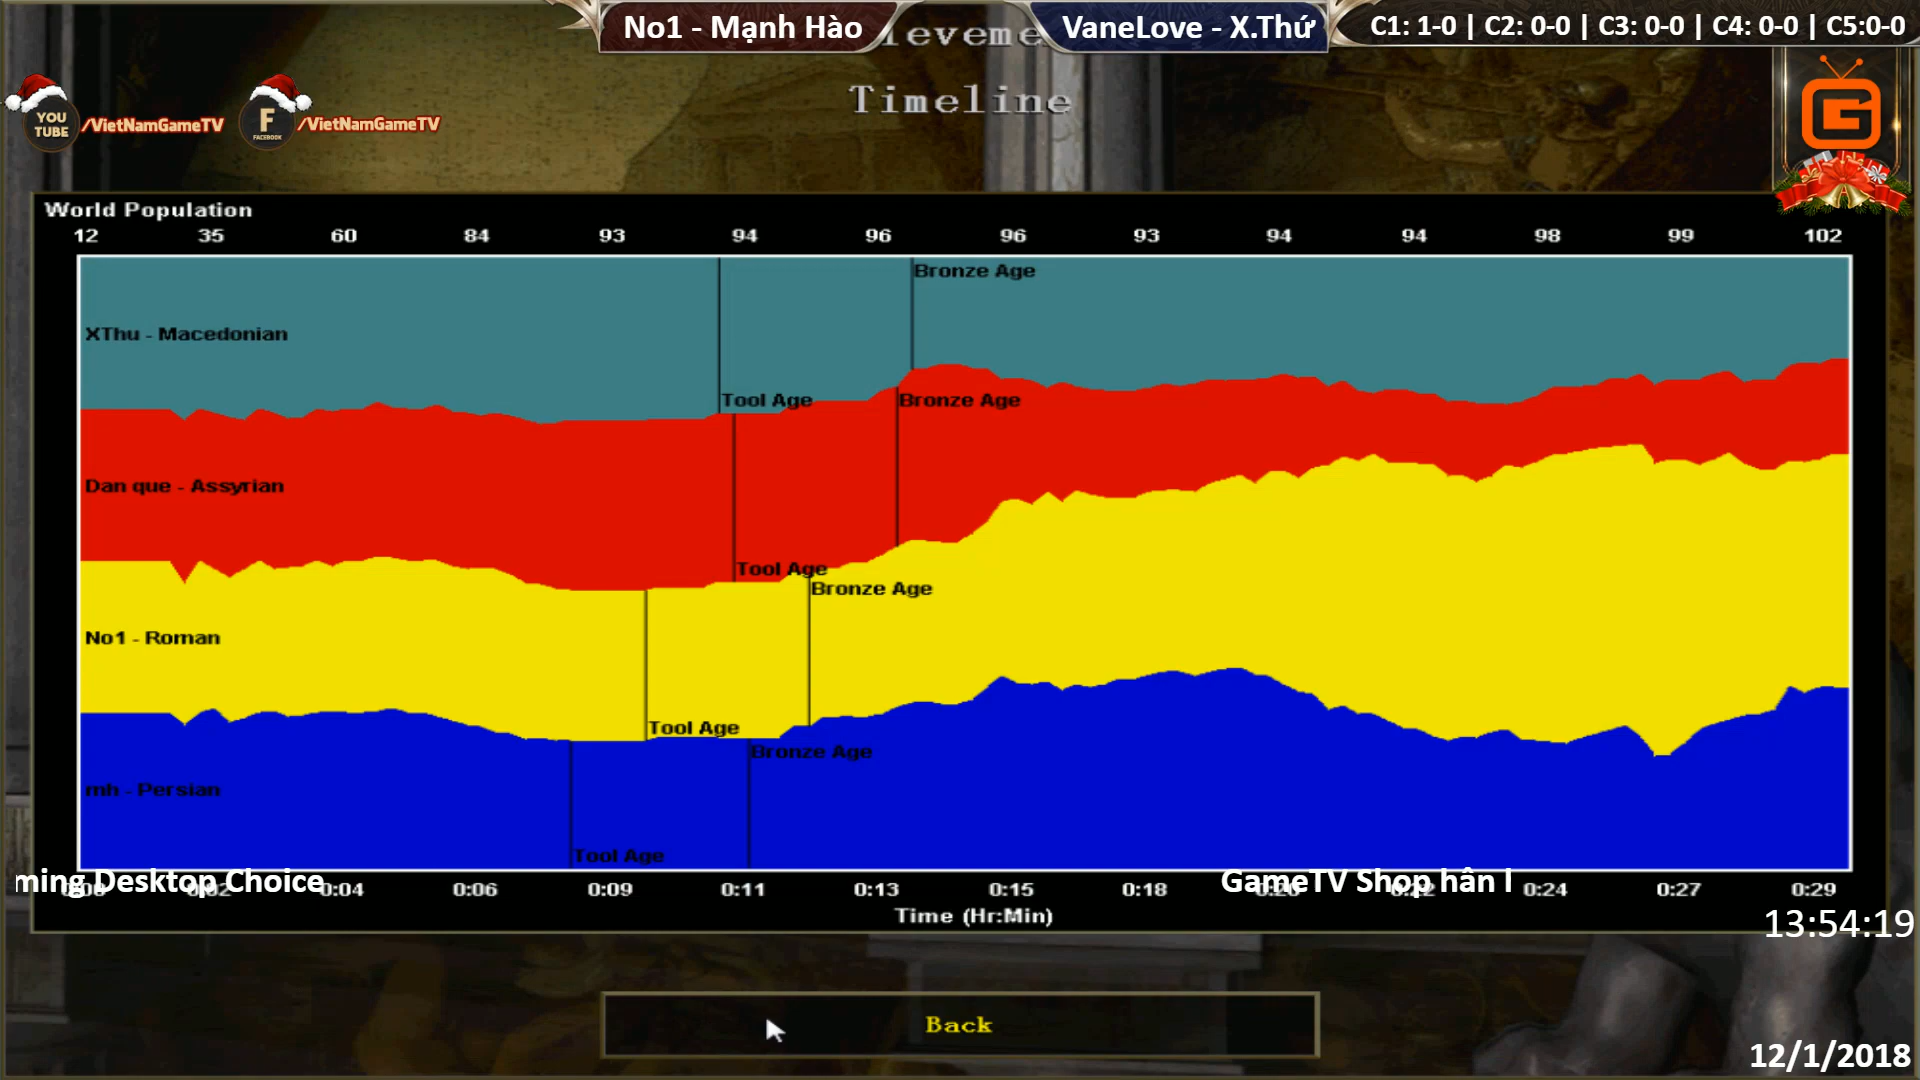 No1 - Mạnh Hào
VaneLove - X.Thứ
C1: 1-0 | C2: 0-0 | C3: 0-0 | C4: 0-0 | C5:0-0
Timeline
YOU TUBE /VietNamGameTV
F FACEBOOK /VietNamGameTV
G
World Population
12 35 60 84 93 94 96 96 93 94 94 98 99 102
Bronze Age
XThu - Macedonian
Tool Age
Bronze Age
Dan que - Assyrian
Tool Age
Bronze Age
No1 - Roman
Tool Age
Bronze Age
mh - Persian
Tool Age
Desktop Choice
GameTV Shop hân
0:04 0:06 0:09 0:11 0:13 0:15 0:18 0:24 0:27 0:29
Time (Hr:Min)
13:54:19
Back
12/1/2018